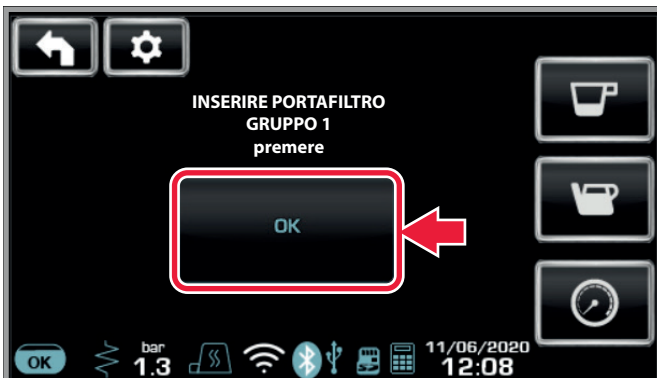 INSERIRE PORTAFILTRO
GRUPPO 1
premere
OK
OK
bar
1.3
11/06/2020
12:08